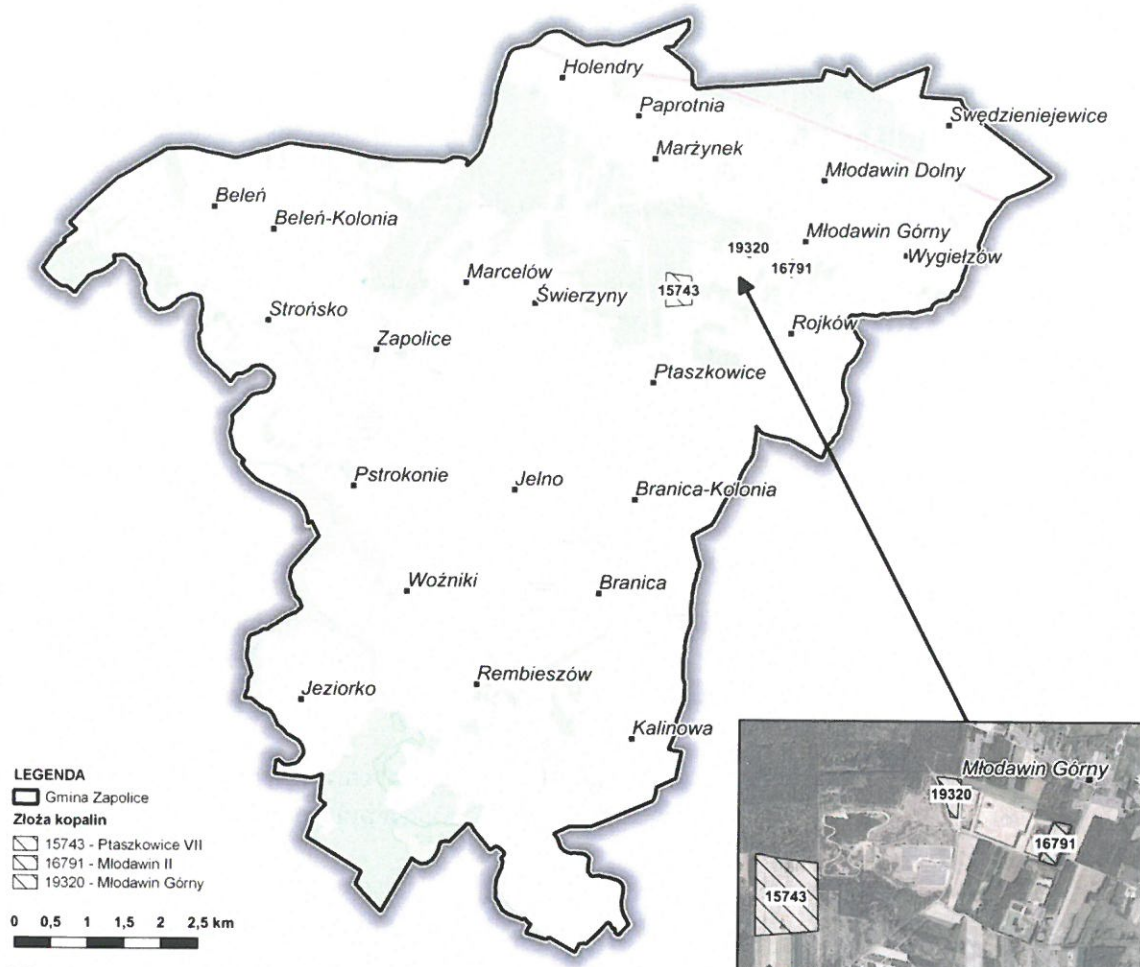 Holendry
Paprotnia
Swędzieniejewice
Marżynek
Młodawin Dolny
Beleń
Beleń-Kolonia
Młodawin Górny
19320
Wygiełzów
16791
Marcelów
15743
Świerzyny
Strońsko
Rojków
Zapolice
Ptaszkowice
Pstrokonie
Jelno
Branica-Kolonia
Woźniki
Branica
Rembieszów
Jeziorko
Kalinowa
LEGENDA
Gmina Zapolice
Złoża kopalin
15743 - Ptaszkowice VII
16791 - Młodawin II
19320 - Młodawin Górny
0 0,5 1 1,5 2 2,5 km
Młodawin Górny
19320
16791
15743